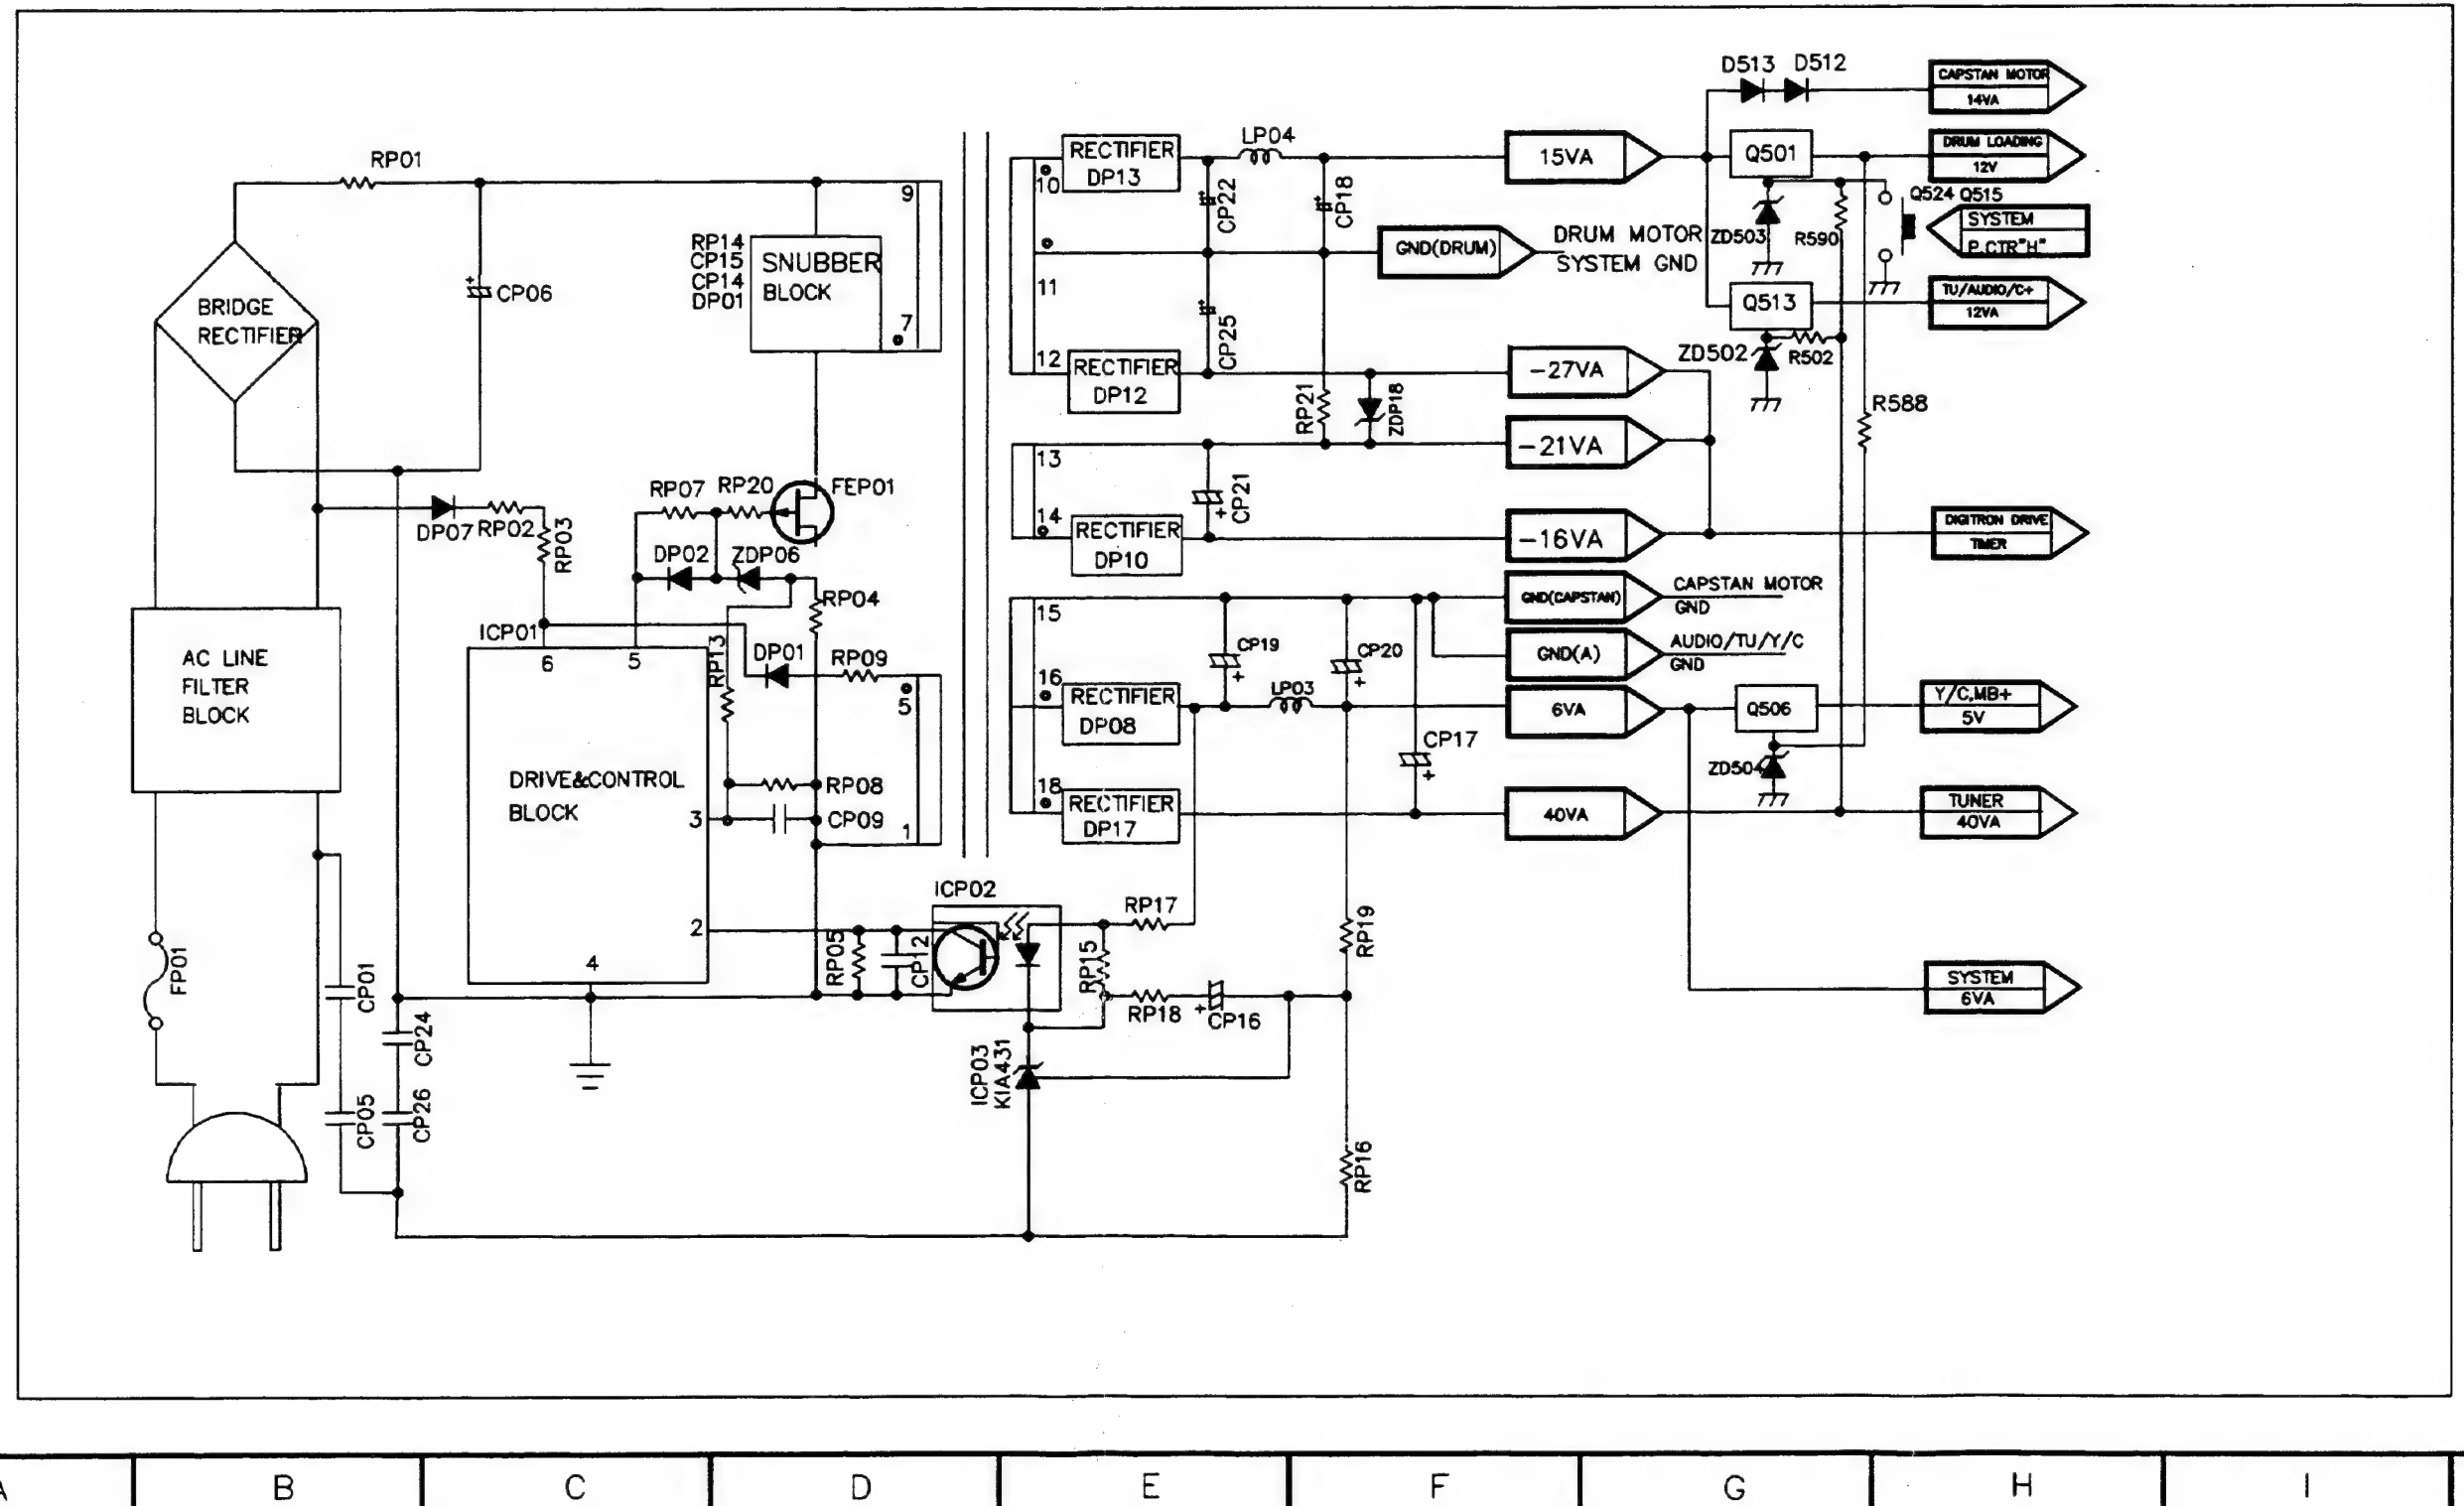 D513 D512
CAPSTAN MOTOR
14VA
RP01
RECTIFIER
DP13
10
LP04
15VA
Q501
DRUM LOADING
12V
9
CP06
RP14
CP15
CP14
DP01
SNUBBER
BLOCK
7
CP22
CP18
GND(DRUM)
DRUM MOTOR
SYSTEM GND
ZD503
R590
Q524 Q515
SYSTEM
P.CTR"H"
BRIDGE
RECTIFIER
11
CP25
Q513
TU/AUDIO/C+
12VA
12
RECTIFIER
DP12
RP21
ZDP18
-27VA
ZD502
R502
R588
13
-21VA
RP07 RP20
FEP01
DP07
RP02
RP03
DP02 ZDP06
14
RECTIFIER
DP10
CP21
-16VA
DIGITRON DRIVE
TIMER
RP04
15
GND(CAPSTAN)
CAPSTAN MOTOR
GND
ICP01
6
5
RP13
DP01
RP09
CP19
CP20
GND(A)
AUDIO/TU/Y/C
GND
AC LINE
FILTER
BLOCK
5
16
RECTIFIER
DP08
LP03
6VA
Q506
Y/C,MB+
5V
CP17
ZD504
DRIVE&CONTROL
BLOCK
RP08
3
CP09
1
18
RECTIFIER
DP17
40VA
TUNER
40VA
ICP02
2
RP05
CP12
RP17
RP15
RP19
4
FP01
CP01
RP18
CP16
SYSTEM
6VA
CP24
ICP03
KIA431
CP05
CP26
RP16
A B C D E F G H I